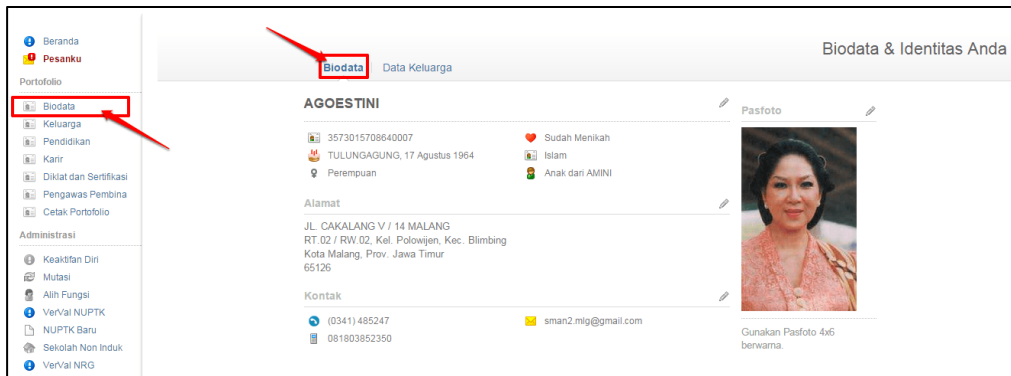 Beranda
Pesanku
Portofolio
Biodata
Keluarga
Pendidikan
Karir
Diklat dan Sertifikasi
Pengawas Pembina
Cetak Portofolio
Administrasi
Keaktifan Diri
Mutasi
Alih Fungsi
VerVal NUPTK
NUPTK Baru
Sekolah Non Induk
VerVal NRG
Biodata & Identitas Anda
Biodata Data Keluarga
AGOESTINI
3573015708640007 Sudah Menikah
TULUNGAGUNG, 17 Agustus 1964 Islam
Perempuan Anak dari AMINI
Alamat
JL. CAKALANG V / 14 MALANG
RT.02 / RW.02, Kel. Polowijen, Kec. Blimbing
Kota Malang, Prov. Jawa Timur
65126
Kontak
(0341) 485247 sman2.mlg@gmail.com
081803852350
Pasfoto
Gunakan Pasfoto 4x6
berwarna.